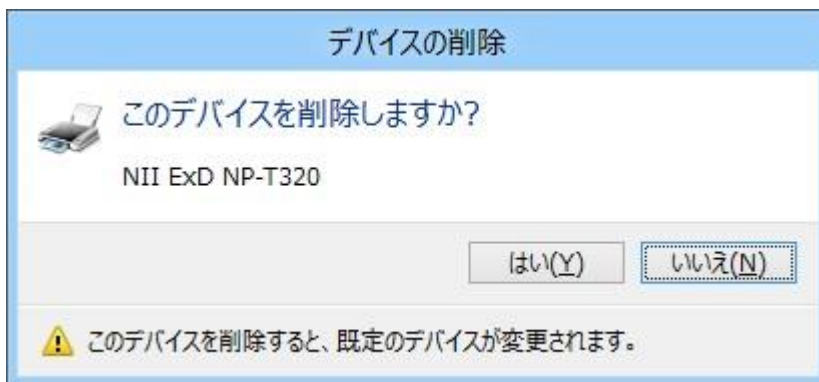 デバイスの削除
このデバイスを削除しますか?
NII ExD NP-T320
はい(Y)
いいえ(N)
このデバイスを削除すると、既定のデバイスが変更されます。